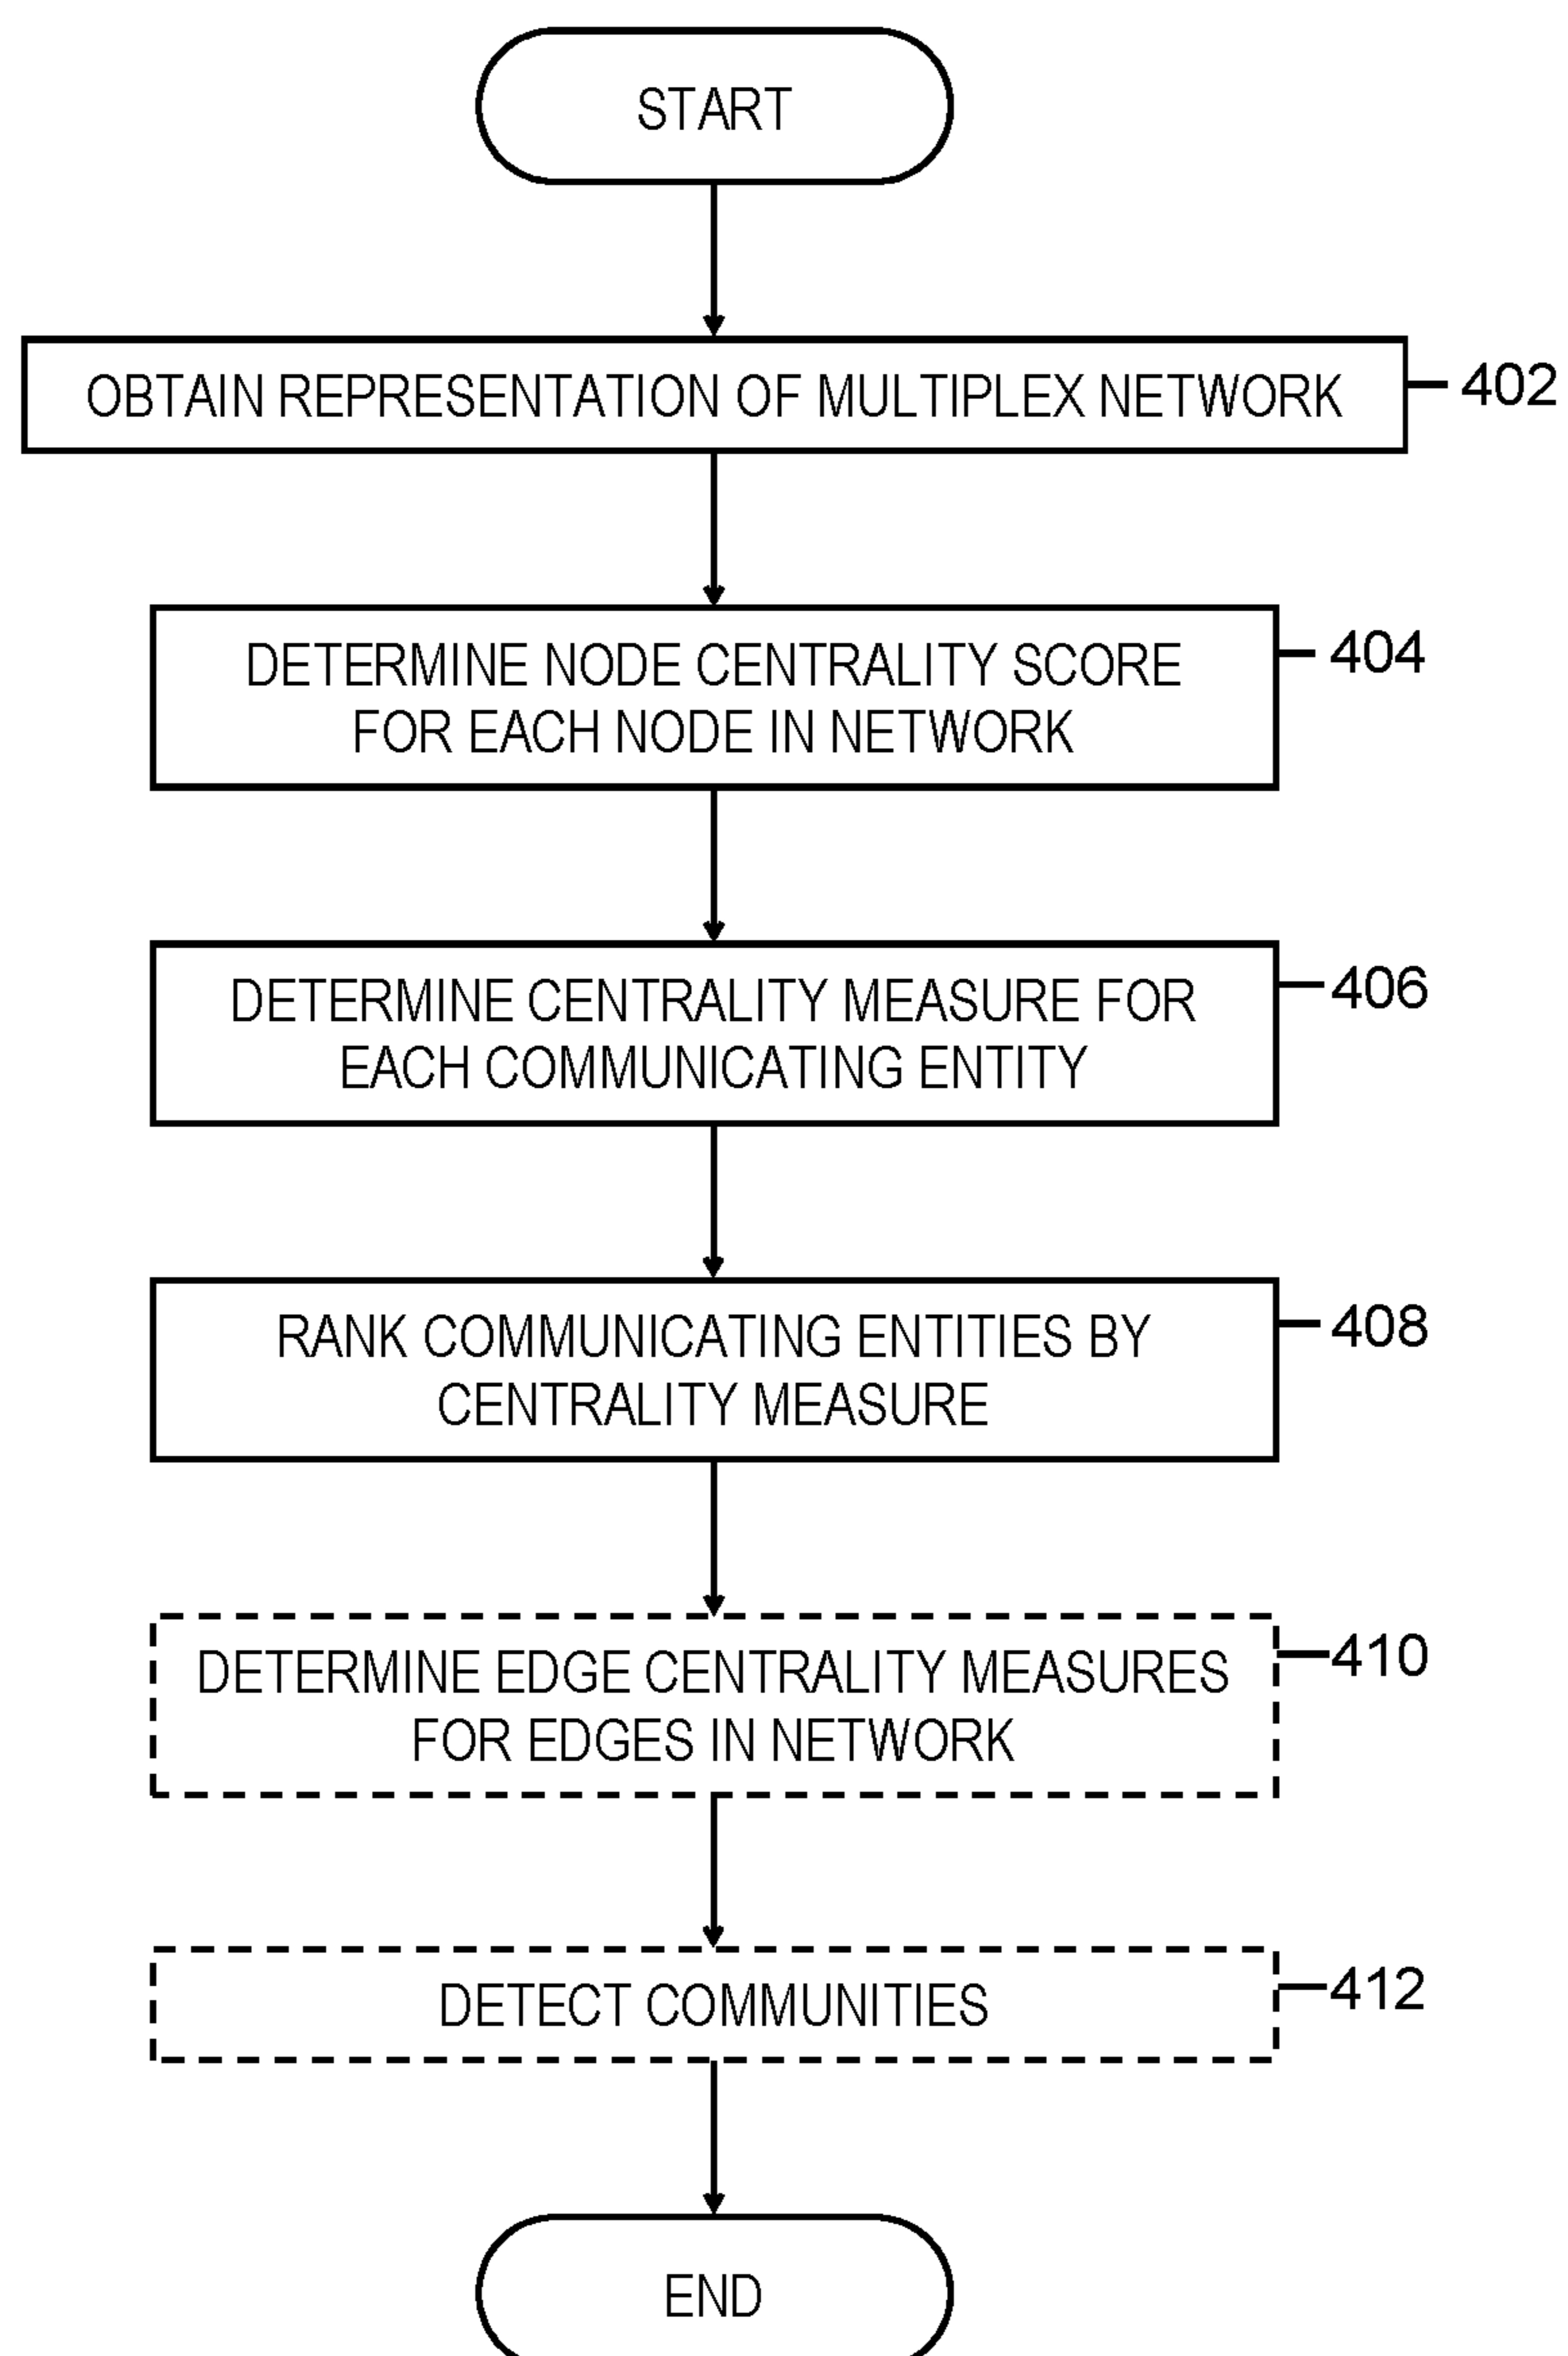 START
OBTAIN REPRESENTATION OF MULTIPLEX NETWORK
402
DETERMINE NODE CENTRALITY SCORE
FOR EACH NODE IN NETWORK
404
DETERMINE CENTRALITY MEASURE FOR
EACH COMMUNICATING ENTITY
406
RANK COMMUNICATING ENTITIES BY
CENTRALITY MEASURE
408
DETERMINE EDGE CENTRALITY MEASURES
FOR EDGES IN NETWORK
410
DETECT COMMUNITIES
412
END